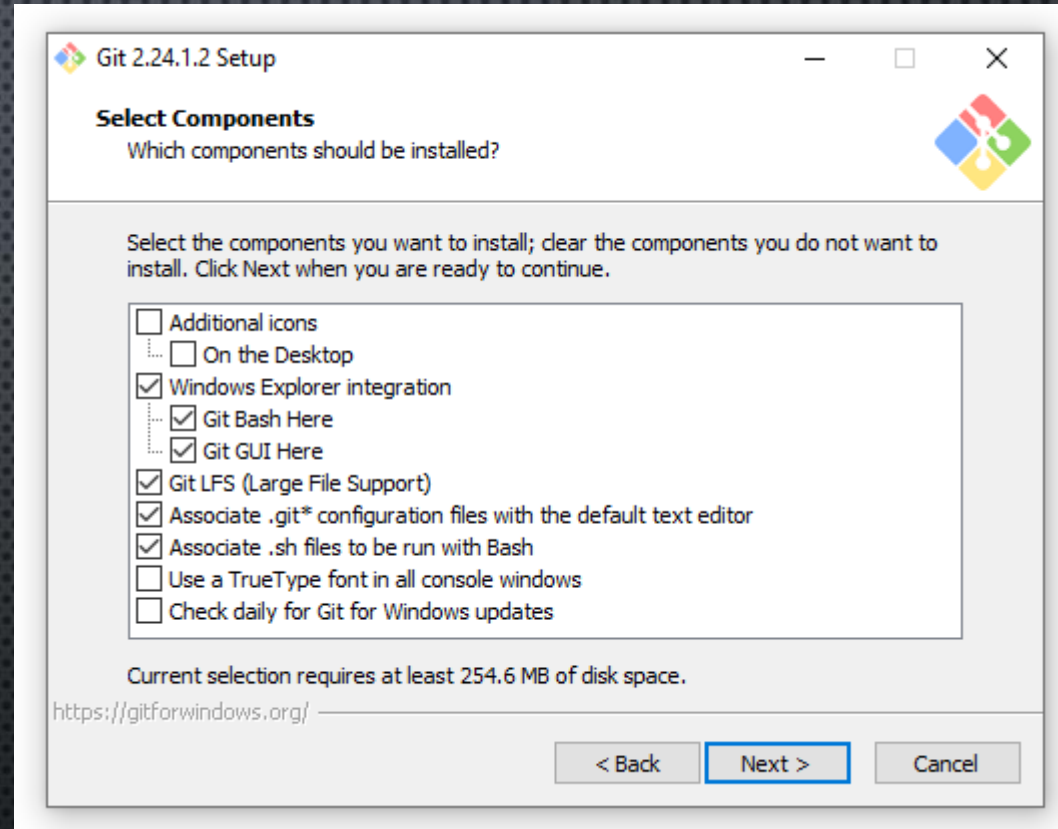 Git 2.24.1.2 Setup
Select Components
Which components should be installed?
Select the components you want to install; clear the components you do not want to
install. Click Next when you are ready to continue.
Additional icons
On the Desktop
Windows Explorer integration
Git Bash Here
Git GUI Here
Git LFS (Large File Support)
Associate .git* configuration files with the default text editor
Associate .sh files to be run with Bash
Use a TrueType font in all console windows
Check daily for Git for Windows updates
Current selection requires at least 254.6 MB of disk space.
https://gitforwindows.org/
< Back Next > Cancel